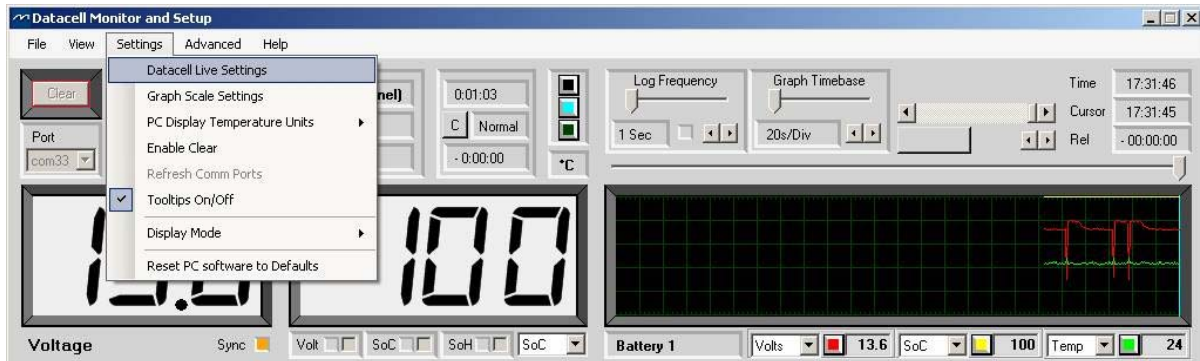 Datacell Monitor and Setup
File View Settings Advanced Help
Datacell Live Settings
Graph Scale Settings
PC Display Temperature Units
Enable Clear
Refresh Comm Ports
Tooltips On/Off
Display Mode
Reset PC software to Defaults
Clear
Port
com33
nel)
0:01:03
C Normal
- 0:00:00
°C
Log Frequency
1 Sec
Graph Timebase
20s/Div
Time 17:31:46
Cursor 17:31:45
Rel - 00:00:00
100
Voltage Sync
Volt SoC SoH SoC
Battery 1 Volts 13.6 SoC 100 Temp 24